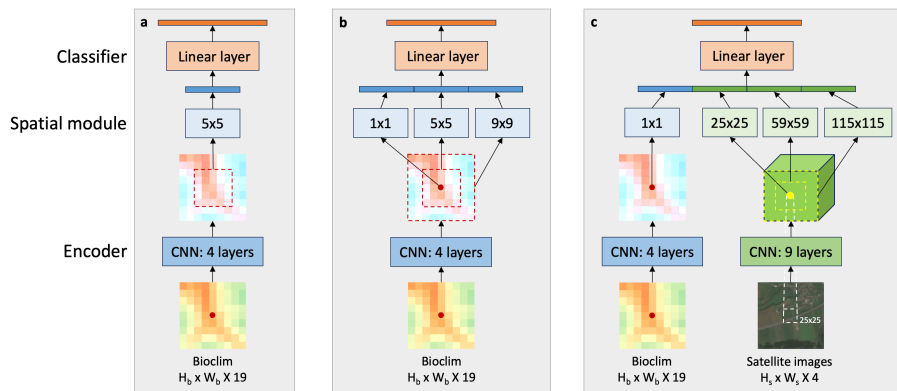 a
b
c
Classifier
Linear layer
Linear layer
Linear layer
Spatial module
5x5
1x1
5x5
9x9
1x1
25x25
59x59
115x115
Encoder
CNN: 4 layers
CNN: 4 layers
CNN: 4 layers
CNN: 9 layers
25x25
Bioclim
H_b x W_b X 19
Bioclim
H_b x W_b X 19
Bioclim
H_b x W_b X 19
Satellite images
H_s x W_s X 4